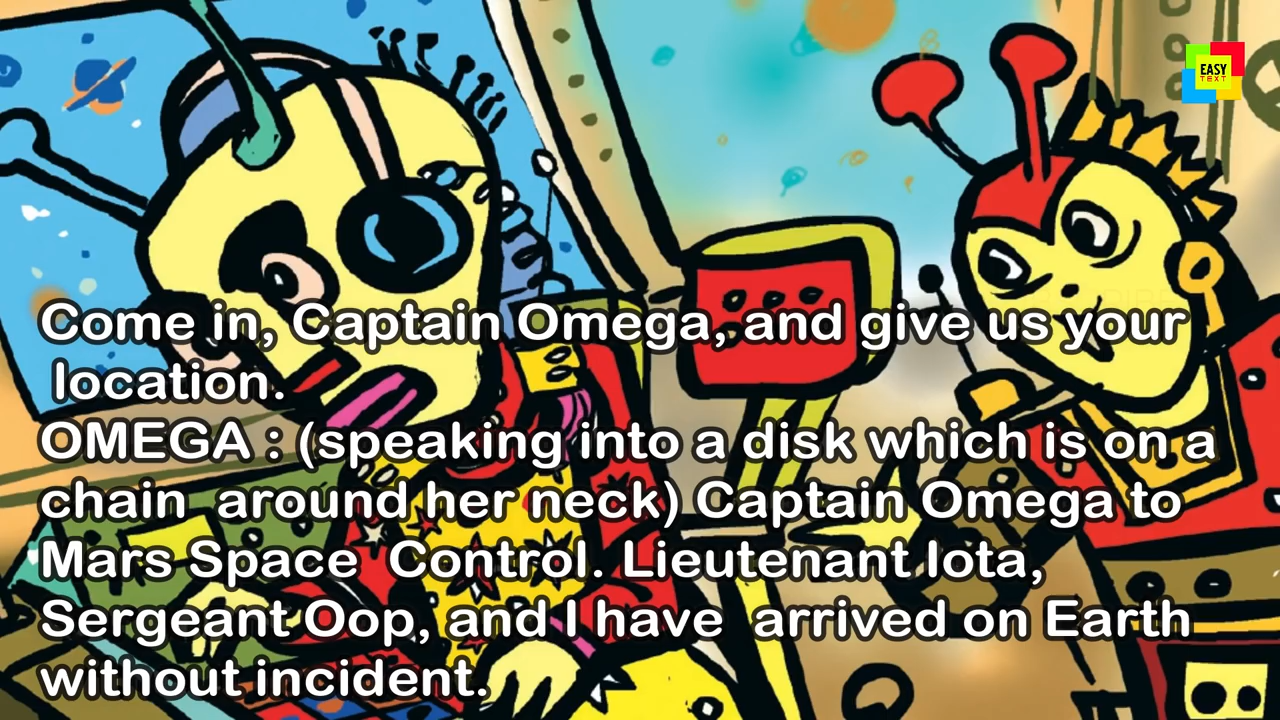 EASY
TEXT
Come in, Captain Omega, and give us your
location.
OMEGA : (speaking into a disk which is on a
chain around her neck) Captain Omega to
Mars Space Control. Lieutenant Iota,
Sergeant Oop, and I have arrived on Earth
without incident.